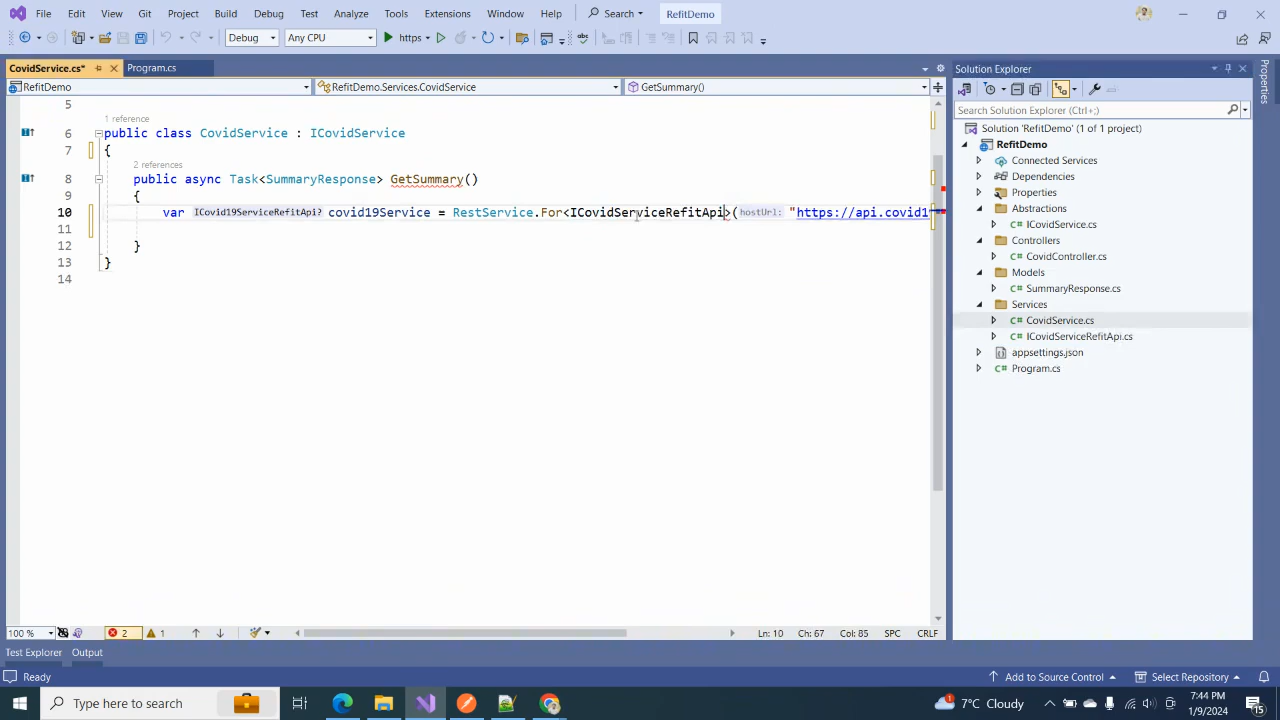 File Edit View Git Project Build Debug Test Analyze Tools Extensions Window Help Search RefitDemo
Debug Any CPU https
CovidService.cs* Program.cs
RefitDemo RefitDemo.Services.CovidService GetSummary()
5
1 reference
6 public class CovidService : ICovidService
7 {
2 references
8 public async Task<SummaryResponse> GetSummary()
9 {
10 var ICovid19ServiceRefitApi? covid19Service = RestService.For<ICovidServiceRefitApi>(hostUrl: "https://api.covid1
11
12 }
13 }
14
100 % 2 1 Ln: 10 Ch: 67 Col: 85 SPC CRLF
Solution Explorer
Search Solution Explorer (Ctrl+;)
Solution 'RefitDemo' (1 of 1 project)
RefitDemo
Connected Services
Dependencies
Properties
Abstractions
C# ICovidService.cs
Controllers
C# CovidController.cs
Models
C# SummaryResponse.cs
Services
C# CovidService.cs
C# ICovidServiceRefitApi.cs
appsettings.json
C# Program.cs
Properties
Test Explorer Output
Ready Add to Source Control Select Repository
Type here to search 1 7°C Cloudy 7:44 PM
1/9/2024 15